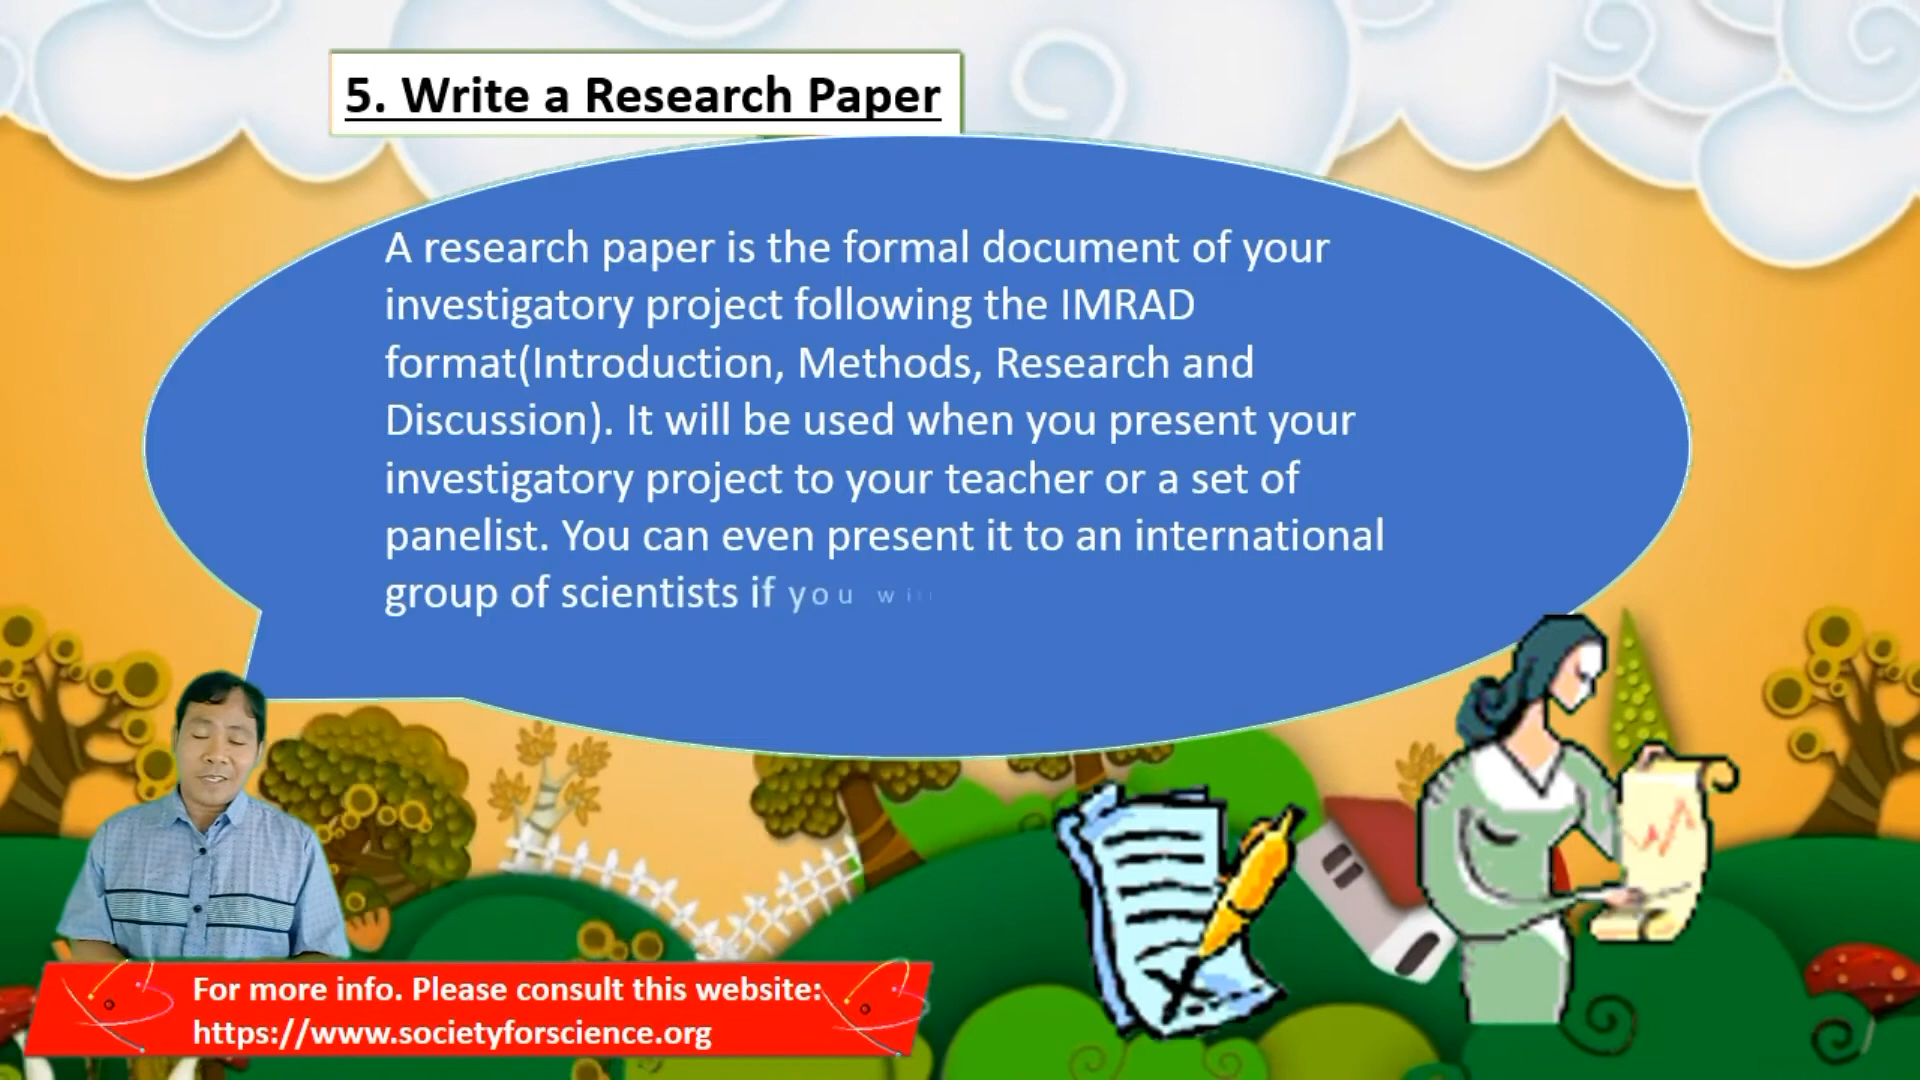 5. Write a Research Paper
A research paper is the formal document of your
investigatory project following the IMRAD
format(Introduction, Methods, Research and
Discussion). It will be used when you present your
investigatory project to your teacher or a set of
panelist. You can even present it to an international
group of scientists if you
For more info. Please consult this website:
https://www.societyforscience.org